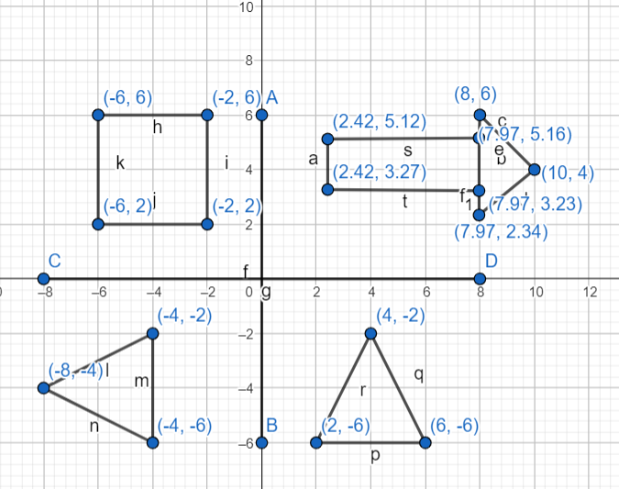 10
8
(8, 6)
(-6, 6)
(-2, 6)
A
6
c
(2.42, 5.12)
(7.97, 5.16)
h
s
e
b
k
i
4
a
(2.42, 3.27)
(10, 4)
(-6, 2)
j
(-2, 2)
2
t
f₁
(7.97, 3.23)
(7.97, 2.34)
C
f
D
-8
-6
-4
-2
0
g
2
4
6
8
10
12
(-4, -2)
-2
(4, -2)
(-8, -4)
l
m
-4
r
q
n
(-4, -6)
-6
B
(2, -6)
(6, -6)
p